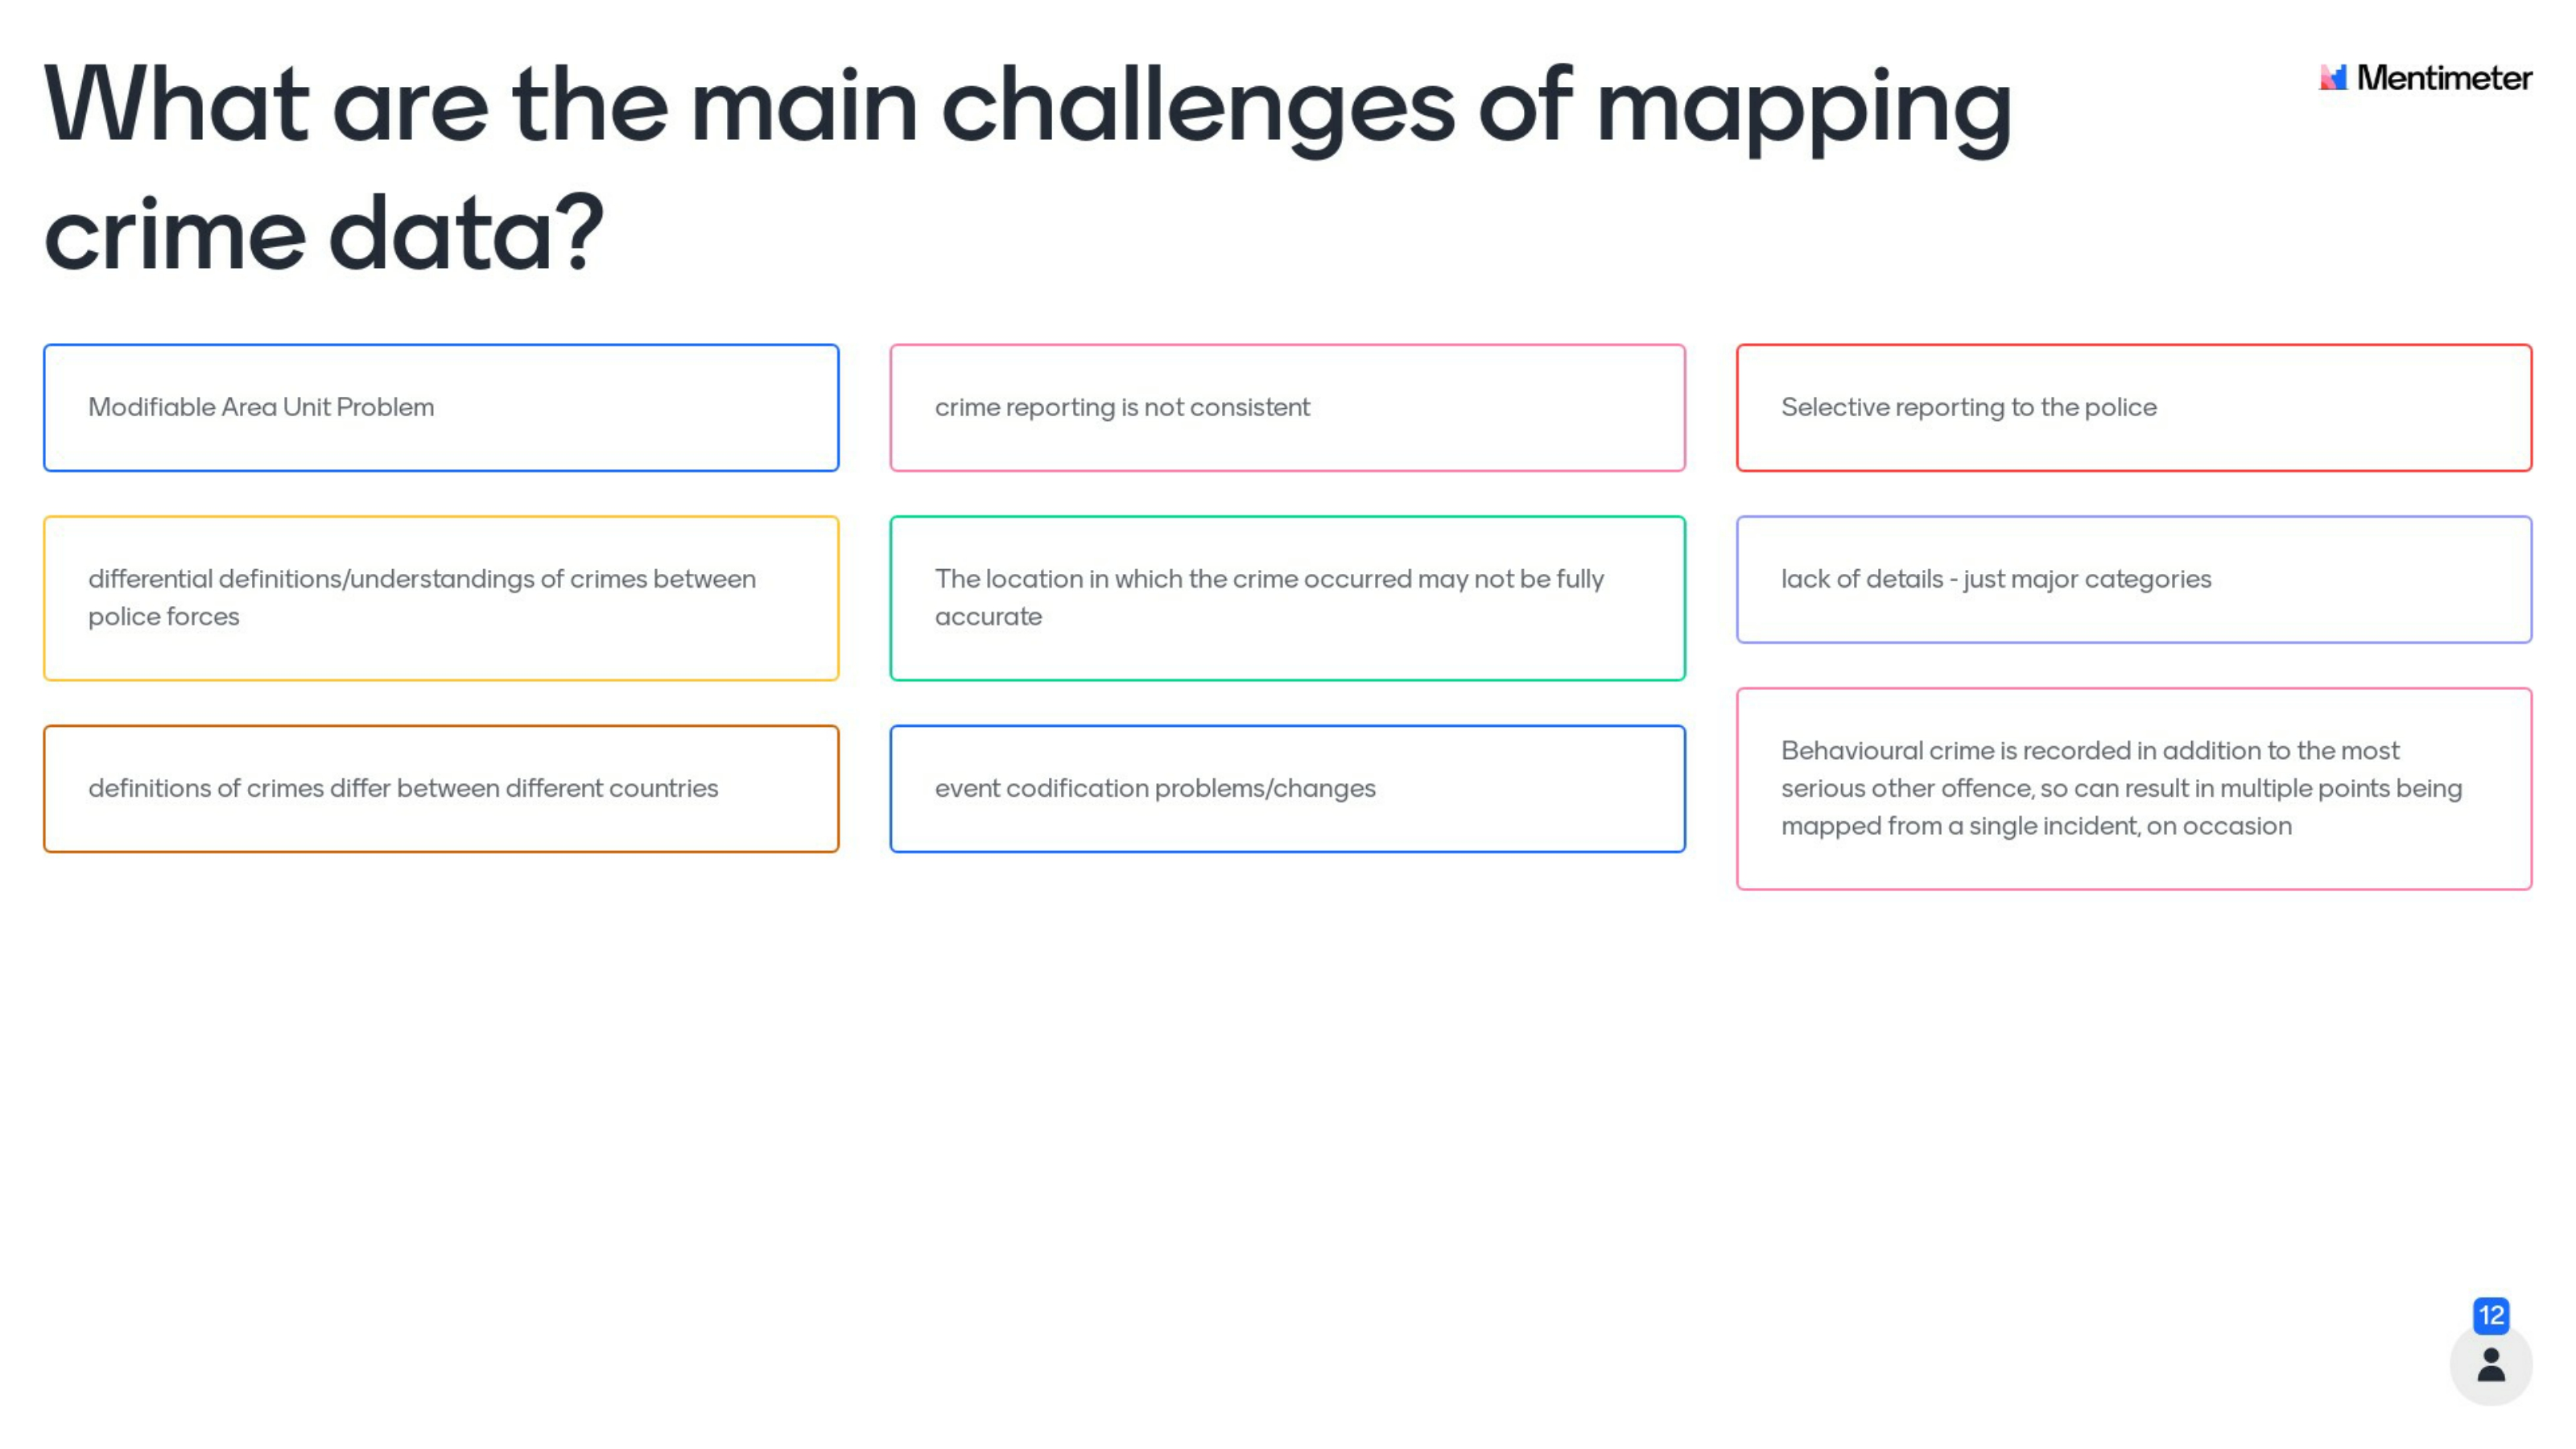 What are the main challenges of mapping
crime data?
Mentimeter
Modifiable Area Unit Problem
crime reporting is not consistent
Selective reporting to the police
differential definitions/understandings of crimes between
police forces
The location in which the crime occurred may not be fully
accurate
lack of details - just major categories
definitions of crimes differ between different countries
event codification problems/changes
Behavioural crime is recorded in addition to the most
serious other offence, so can result in multiple points being
mapped from a single incident, on occasion
12